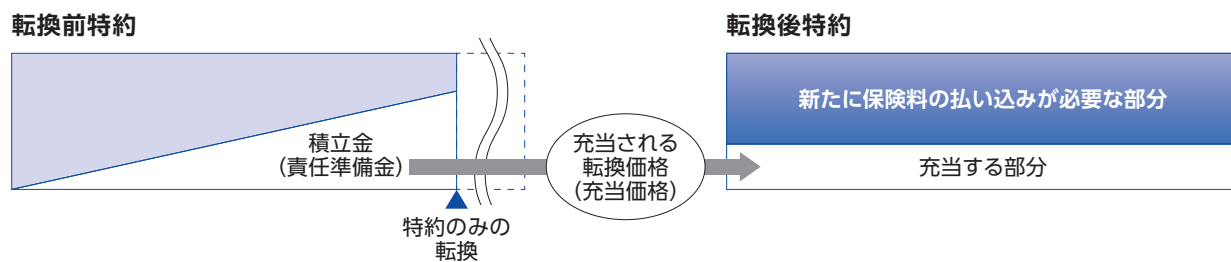 転換前特約
転換後特約
積立金
(責任準備金)
特約のみの
転換
充当される
転換価格
(充当価格)
新たに保険料の払い込みが必要な部分
充当する部分